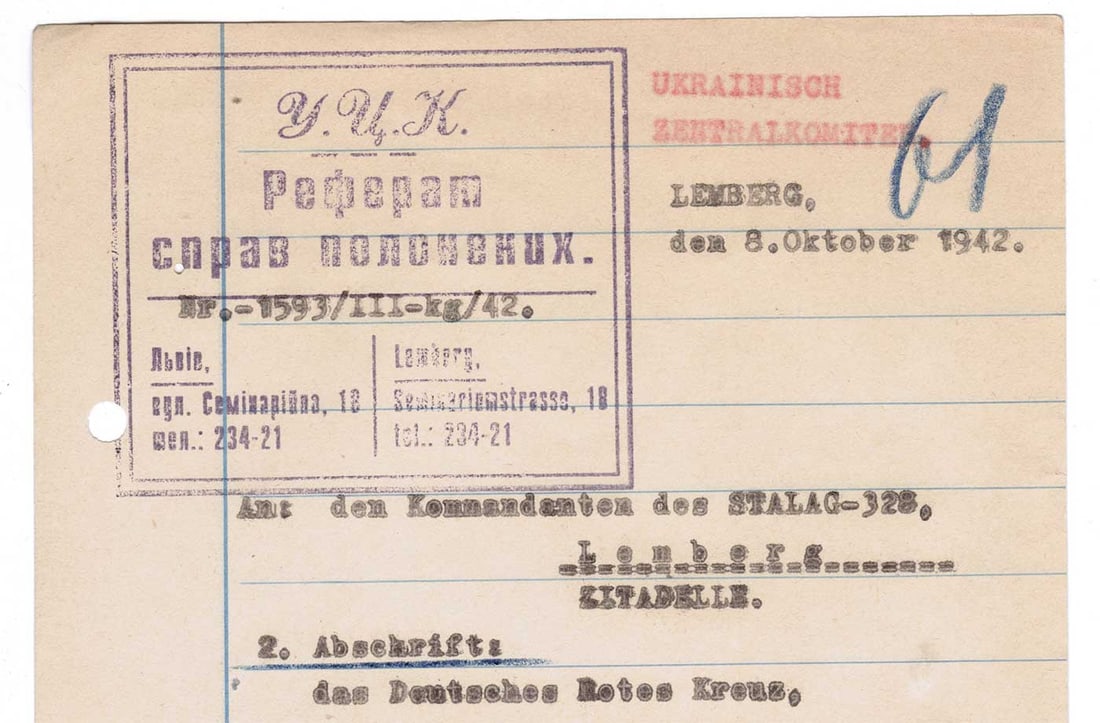 У.Ц.К.
Реферат
справ полонених.
Nr.-1593/III-kg/42.
Львів,
вул. Семінарійна, 18
тел.: 234-21
Lemberg,
Seminariumstrasse, 18
tel.: 234-21
UKRAINISCH
ZENTRALKOMITEE.
61
LEMBERG,
den 8.Oktober 1942.
An: den Kommandanten des STALAG-328,
Lemberg
ZITADELLE.
2. Abschrift:
das Deutsches Rotes Kreuz,